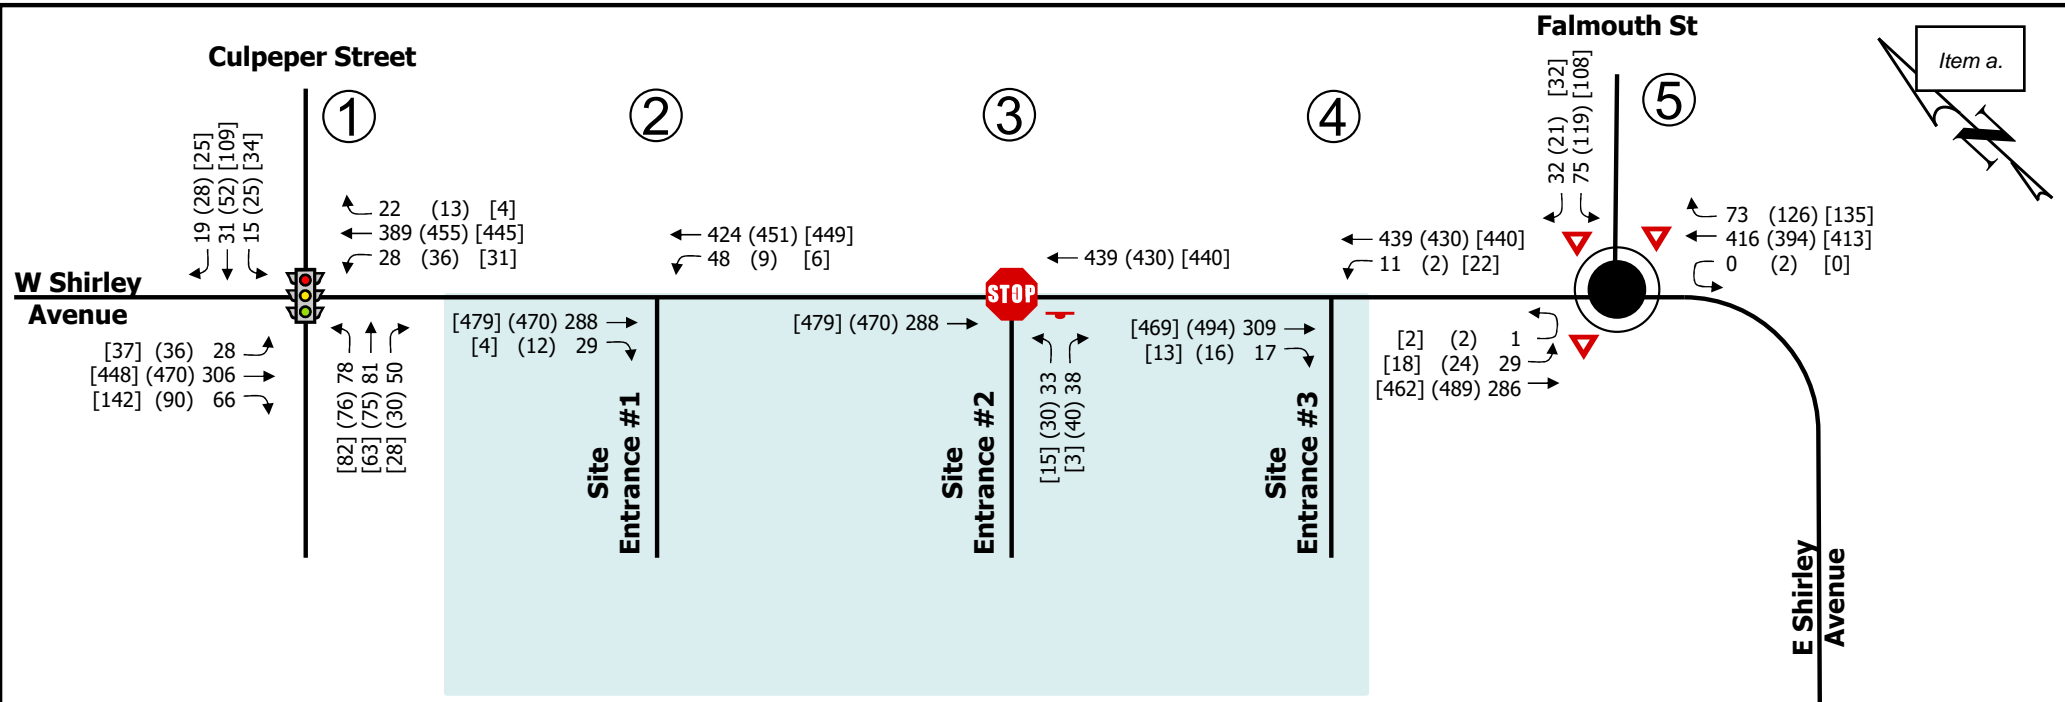 Falmouth St
Item a.
Culpeper Street
1
2
3
4
5
19 (28) [25]
31 (52) [109]
15 (25) [34]
22 (13) [4]
389 (455) [445]
28 (36) [31]
424 (451) [449]
48 (9) [6]
439 (430) [440]
439 (430) [440]
11 (2) [22]
32 (21) [32]
75 (119) [108]
73 (126) [135]
416 (394) [413]
0 (2) [0]
N
W Shirley
Avenue
STOP
[37] (36) 28
[448] (470) 306
[142] (90) 66
[82] (76) 78
[63] (75) 81
[28] (30) 50
[479] (470) 288
[4] (12) 29
[479] (470) 288
[15] (30) 33
[3] (40) 38
[469] (494) 309
[13] (16) 17
[2] (2) 1
[18] (24) 29
[462] (489) 286
Site
Entrance #1
Site
Entrance #2
Site
Entrance #3
E Shirley
Avenue